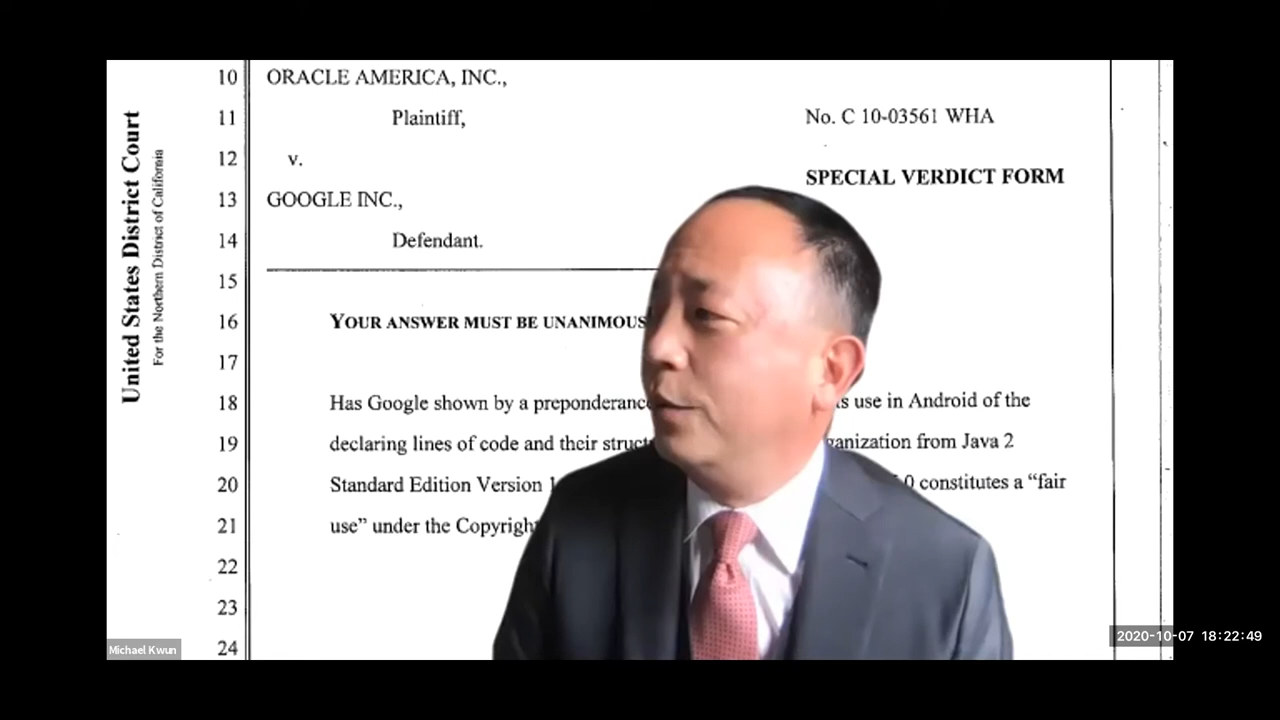 United States District Court
For the Northern District of California
10 ORACLE AMERICA, INC.,
11 Plaintiff,
No. C 10-03561 WHA
12 v.
SPECIAL VERDICT FORM
13 GOOGLE INC.,
14 Defendant.
15
16 YOUR ANSWER MUST BE UNANIMOUS
17
18 Has Google shown by a preponderance use in Android of the
19 declaring lines of code and their from Java 2
20 Standard Edition Version constitutes a “fair
21 use” under the
22
23
24
Michael Kwun
2020-10-07 18:22:49